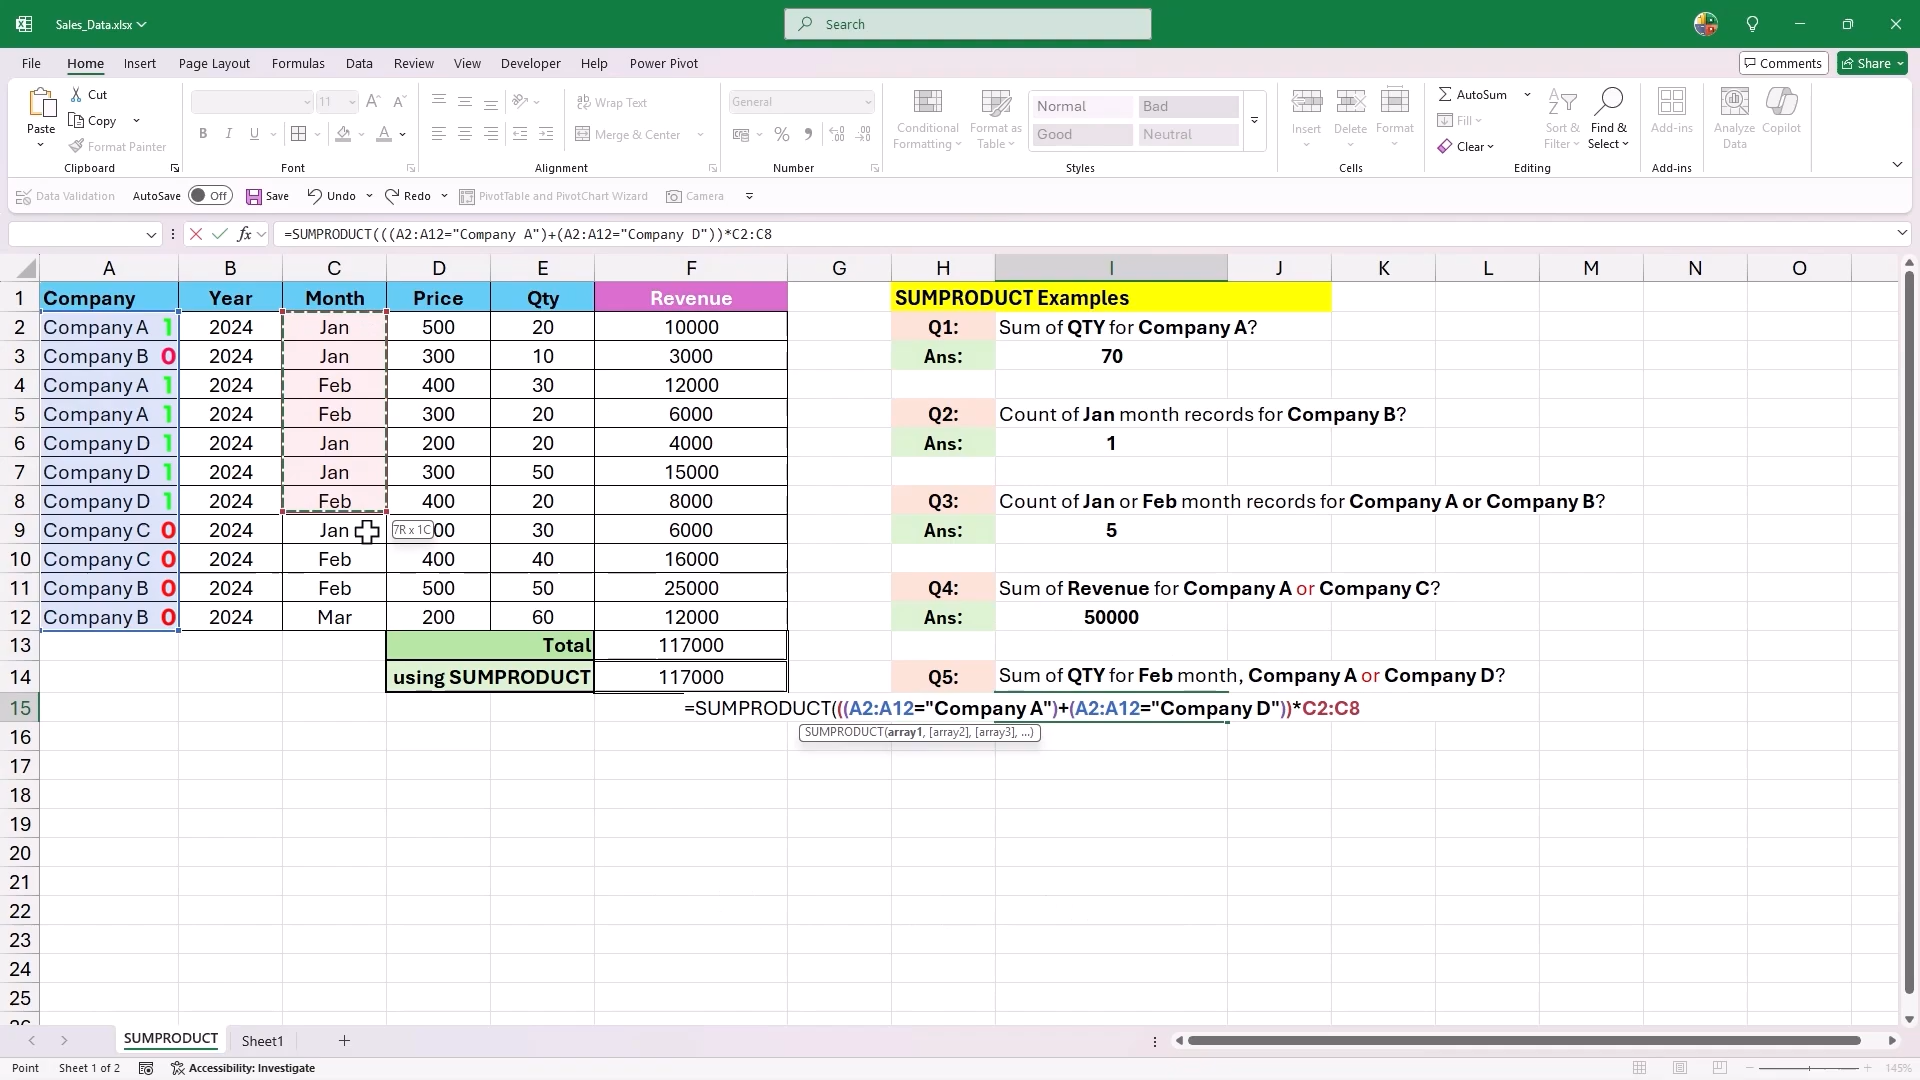 Sales_Data.xlsx
Search
File Home Insert Page Layout Formulas Data Review View Developer Help Power Pivot
Comments Share
Paste Cut Copy Format Painter
Clipboard
11
B I U A
Font
Wrap Text
Merge & Center
Alignment
General
%
Number
Conditional Formatting
Format as Table
Normal Bad
Good Neutral
Styles
Insert Delete Format
Cells
AutoSum
Fill
Clear
Sort & Filter
Find & Select
Editing
Add-ins
Add-ins
Analyze Data
Copilot
Data Validation AutoSave Off Save Undo Redo PivotTable and PivotChart Wizard Camera
fx =SUMPRODUCT(((A2:A12="Company A")+(A2:A12="Company D"))*C2:C8
A B C D E F G H I J K L M N O
1 Company Year Month Price Qty Revenue SUMPRODUCT Examples
2 Company A 1 2024 Jan 500 20 10000 Q1: Sum of QTY for Company A?
3 Company B 0 2024 Jan 300 10 3000 Ans: 70
4 Company A 1 2024 Feb 400 30 12000
5 Company A 1 2024 Feb 300 20 6000 Q2: Count of Jan month records for Company B?
6 Company D 1 2024 Jan 200 20 4000 Ans: 1
7 Company D 1 2024 Jan 300 50 15000
8 Company D 1 2024 Feb 400 20 8000 Q3: Count of Jan or Feb month records for Company A or Company B?
9 Company C 0 2024 Jan 7R x 1C 00 30 6000 Ans: 5
10 Company C 0 2024 Feb 400 40 16000
11 Company B 0 2024 Feb 500 50 25000 Q4: Sum of Revenue for Company A or Company C?
12 Company B 0 2024 Mar 200 60 12000 Ans: 50000
13 Total 117000
14 using SUMPRODUCT 117000 Q5: Sum of QTY for Feb month, Company A or Company D?
15 =SUMPRODUCT(((A2:A12="Company A")+(A2:A12="Company D"))*C2:C8
16 SUMPRODUCT(array1, [array2], [array3], ...)
17
18
19
20
21
22
23
24
25
SUMPRODUCT Sheet1
Point Sheet 1 of 2 Accessibility: Investigate 145%